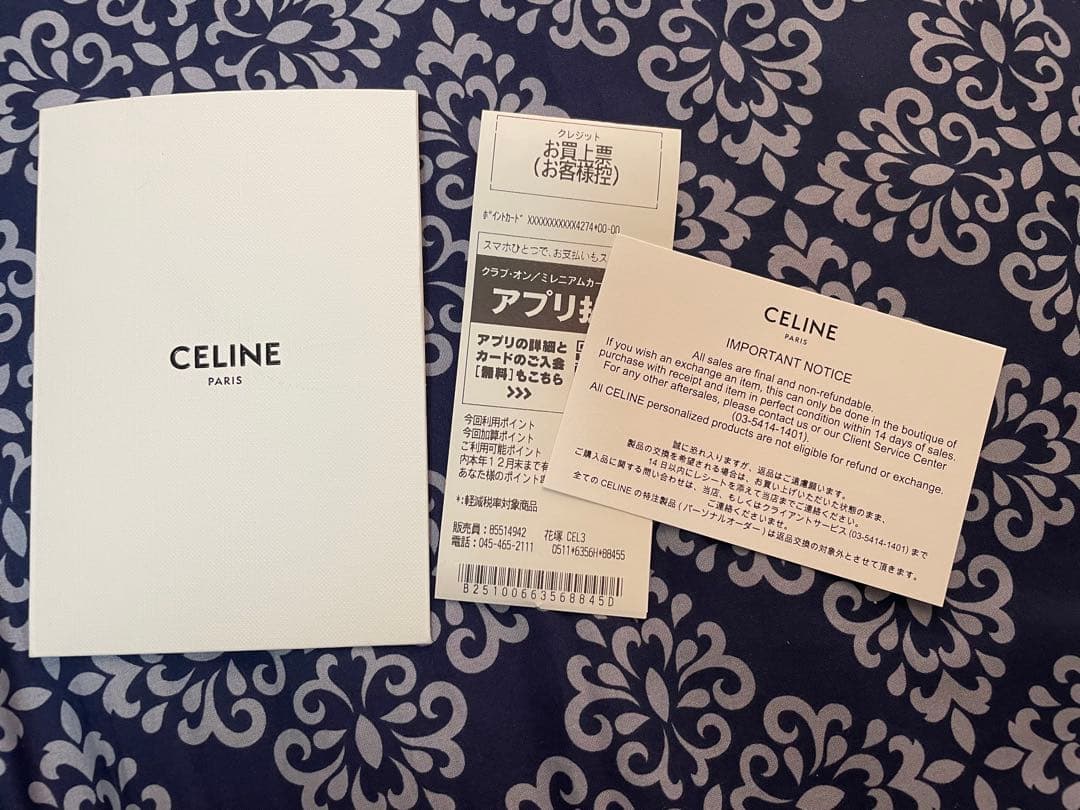 CELINE
PARIS
クレジット
お買上票
(お客様控)
ﾎﾟｲﾝﾄｶｰﾄﾞ XXXXXXXXXXX4274*00-00
スマホひとつで、お支払いもス
クラブ・オン/ミレニアムカー
アプリ
アプリの詳細と
カードのご入会
[無料]もこちら
>>>
今回利用ポイント
今回加算ポイント
ご利用可能ポイント
内本年12月末まで有
あなた様のポイント
*:軽減税率対象商品
販売員:85514942 花塚 CEL3
電話:045-465-2111 0511*6356H*88455
B25100663568845D
CELINE
PARIS
IMPORTANT NOTICE
All sales are final and non-refundable.
If you wish an exchange an item, this can only be done in the boutique of
purchase with receipt and item in perfect condition within 14 days of sales.
For any other aftersales, please contact us or our Client Service Center
(03-5414-1401).
All CELINE personalized products are not eligible for refund or exchange.
誠に恐れ入りますが、返品はご遠慮願います。
製品の交換を希望される場合は、お買い上げいただいた状態のまま、
14日以内にレシートを添えて当店までご連絡ください。
ご購入品に関する問い合わせは、当店、もしくはクライアントサービス(03-5414-1401)まで
ご連絡くださいませ。
全ての CELINE の特注製品(パーソナルオーダー)は返品交換の対象外とさせて頂きます。